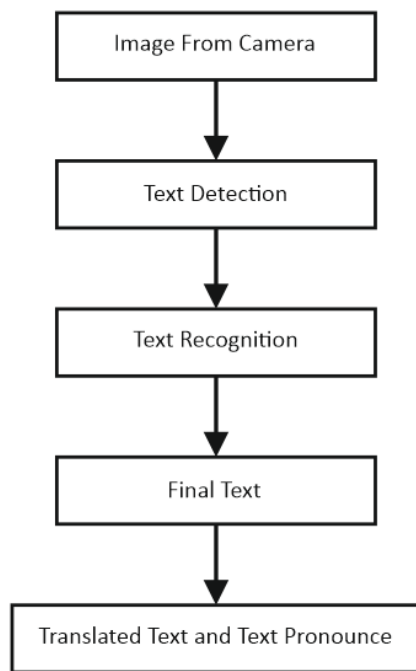 Image From Camera
Text Detection
Text Recognition
Final Text
Translated Text and Text Pronounce